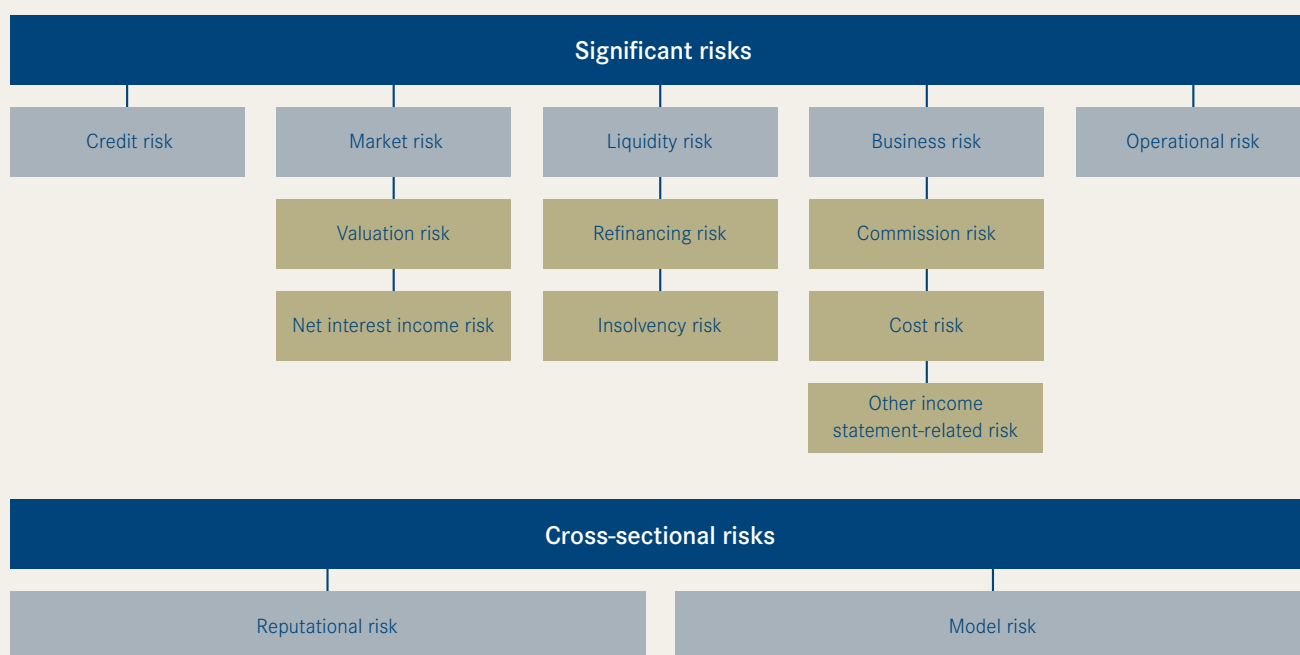 Significant risks
Credit risk
Market risk
Liquidity risk
Business risk
Operational risk
Valuation risk
Refinancing risk
Commission risk
Net interest income risk
Insolvency risk
Cost risk
Other income
statement-related risk
Cross-sectional risks
Reputational risk
Model risk